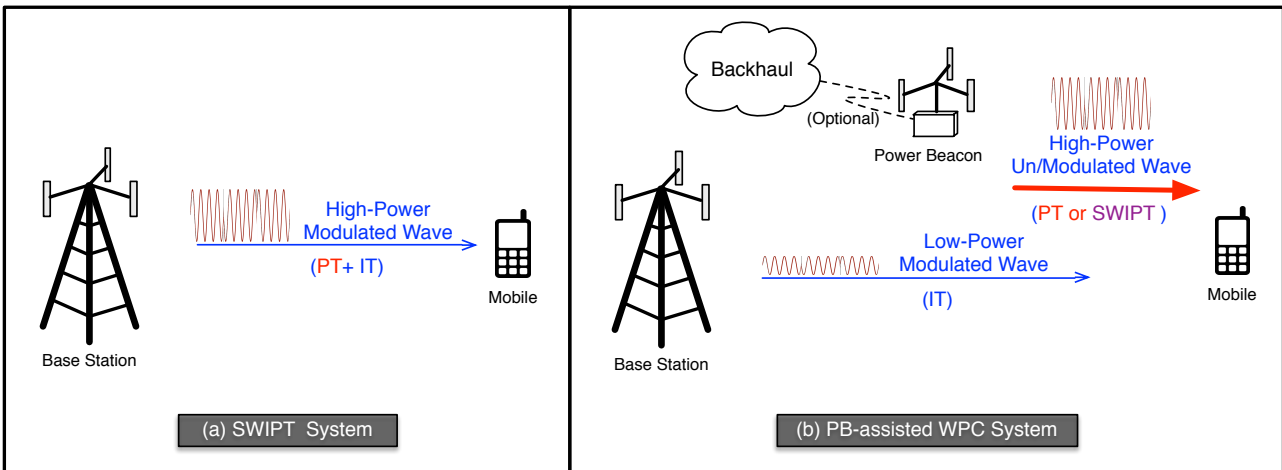 High-Power
Modulated Wave
(PT+ IT)
Mobile
Base Station
(a) SWIPT System
Backhaul
(Optional)
Power Beacon
High-Power
Un/Modulated Wave
(PT or SWIPT )
Low-Power
Modulated Wave
(IT)
Mobile
Base Station
(b) PB-assisted WPC System